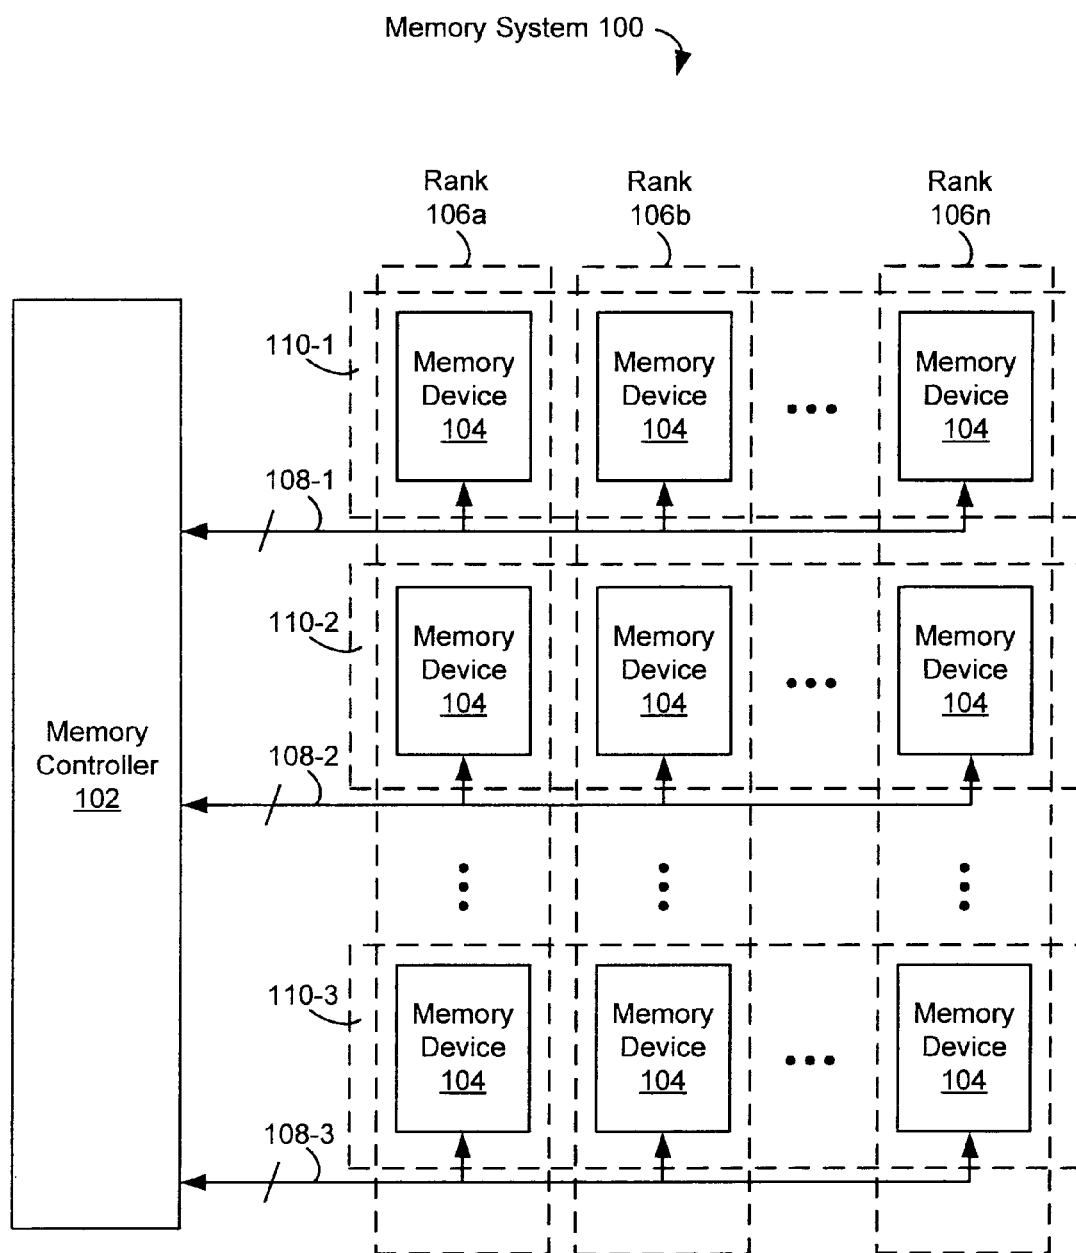 Memory System 100
Rank
106a
Rank
106b
Rank
106n
110-1
Memory
Device
104
Memory
Device
104
Memory
Device
104
108-1
110-2
Memory
Device
104
Memory
Device
104
Memory
Device
104
Memory
Controller
102
108-2
110-3
Memory
Device
104
Memory
Device
104
Memory
Device
104
108-3